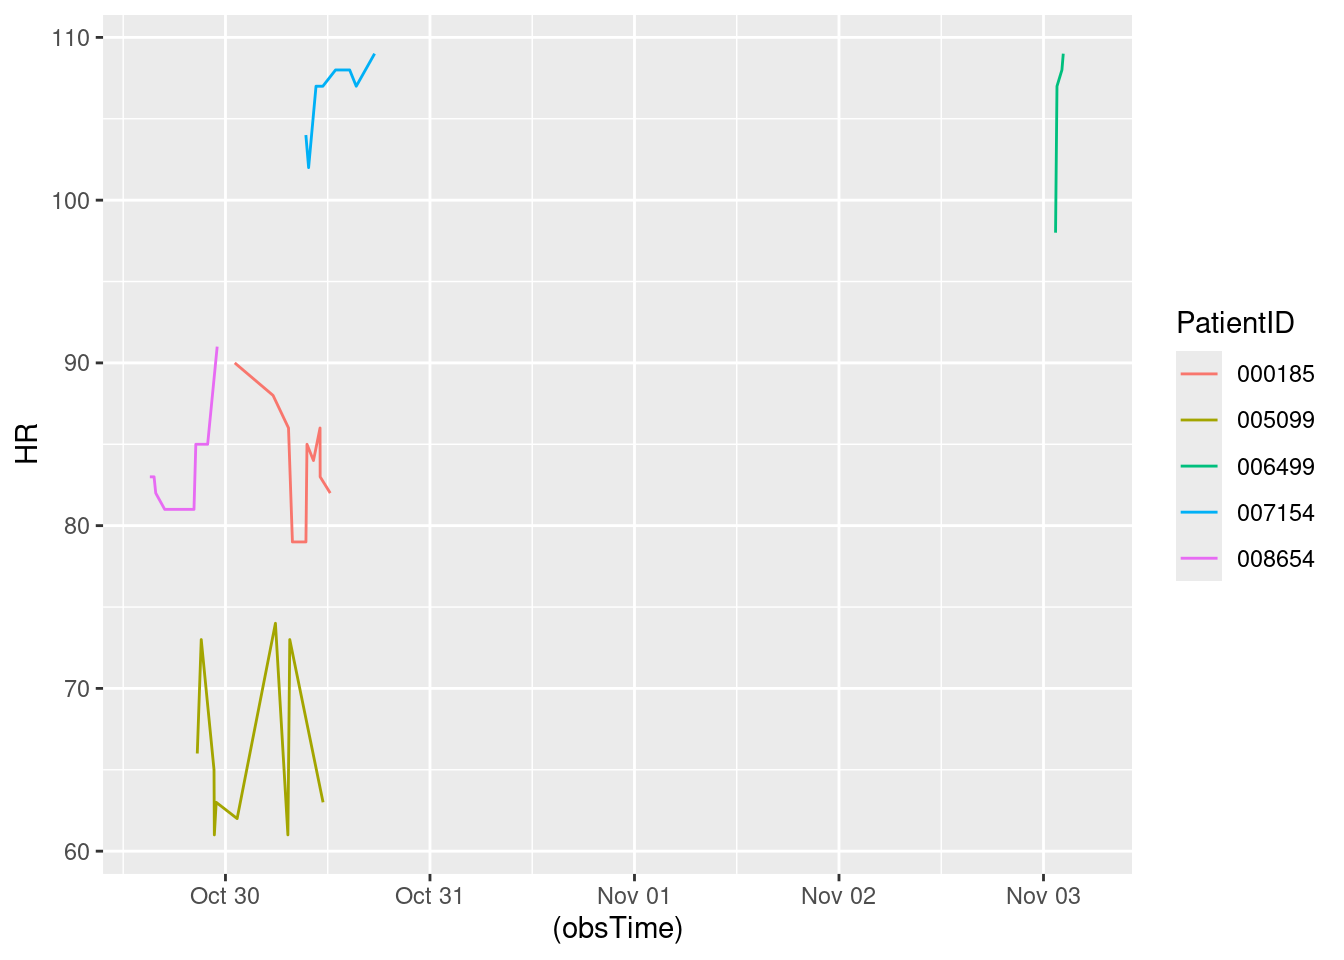 110
100
90
80
70
60
HR
Oct 30
Oct 31
Nov 01
Nov 02
Nov 03
(obsTime)
PatientID
000185
005099
006499
007154
008654